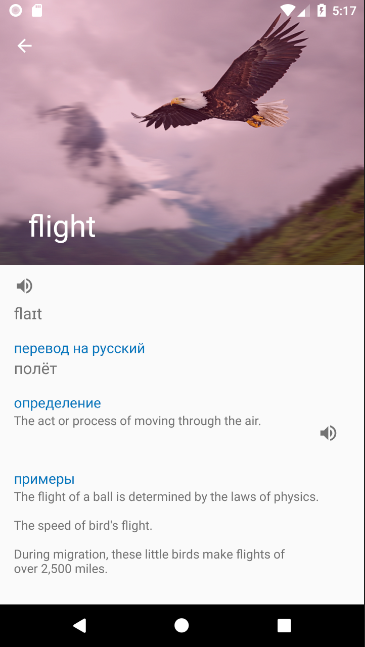 5:17
flight
flaɪt
перевод на русский
полёт
определение
The act or process of moving through the air.
примеры
The flight of a ball is determined by the laws of physics.
The speed of bird's flight.
During migration, these little birds make flights of
over 2,500 miles.